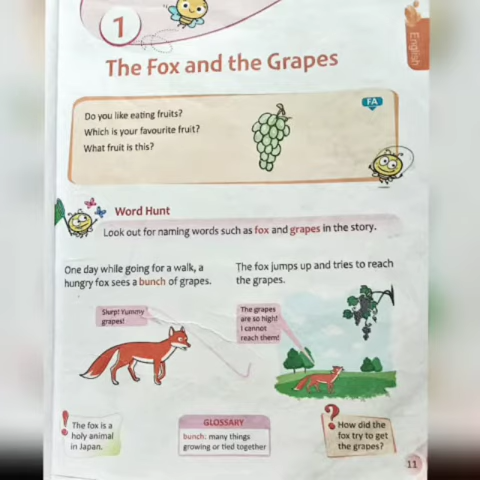 1
English
The Fox and the Grapes
FA
Do you like eating fruits?
Which is your favourite fruit?
What fruit is this?
Word Hunt
Look out for naming words such as fox and grapes in the story.
One day while going for a walk, a
hungry fox sees a bunch of grapes.
Slurp! Yummy
grapes!
The fox jumps up and tries to reach
the grapes.
The grapes
are so high!
I cannot
reach them!
! The fox is a
holy animal
in Japan.
GLOSSARY
bunch: many things
growing or tied together
? How did the
fox try to get
the grapes?
11